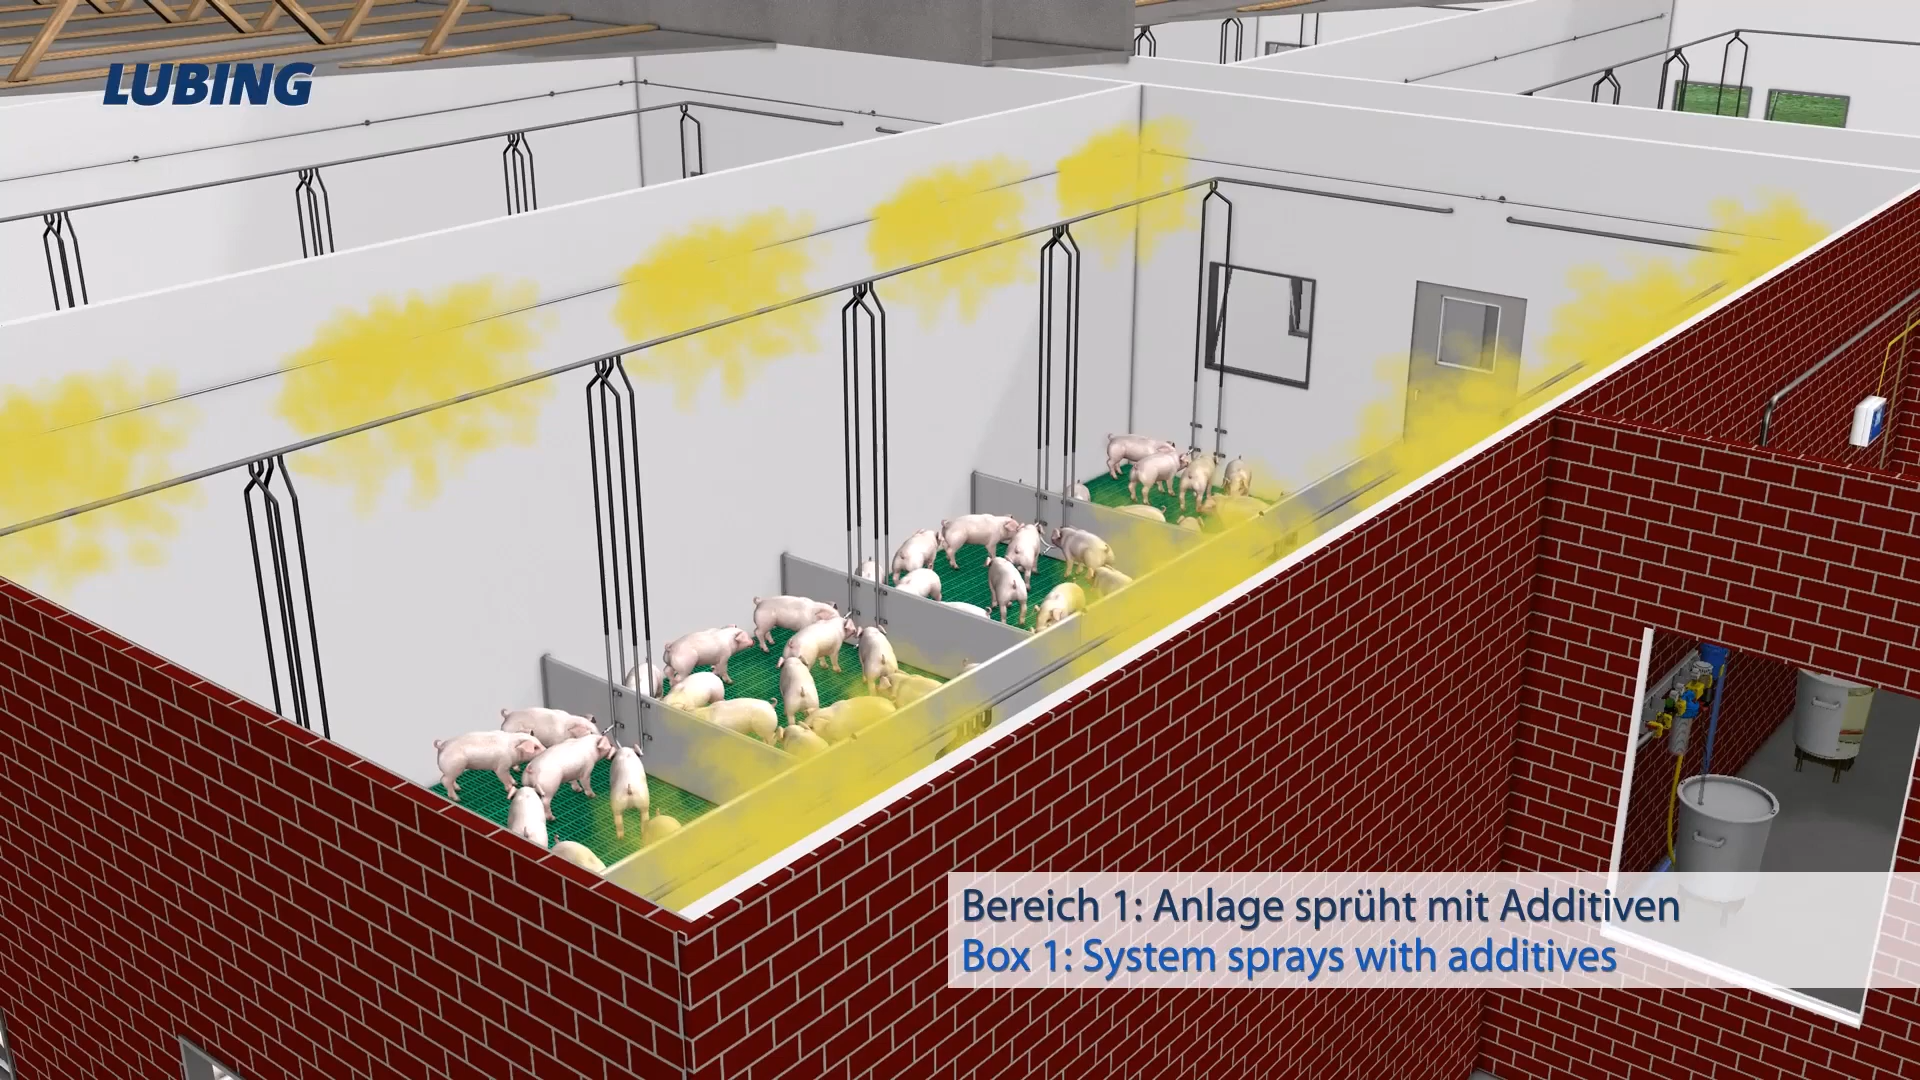 LUBING
Bereich 1: Anlage sprüht mit Additiven
Box 1: System sprays with additives